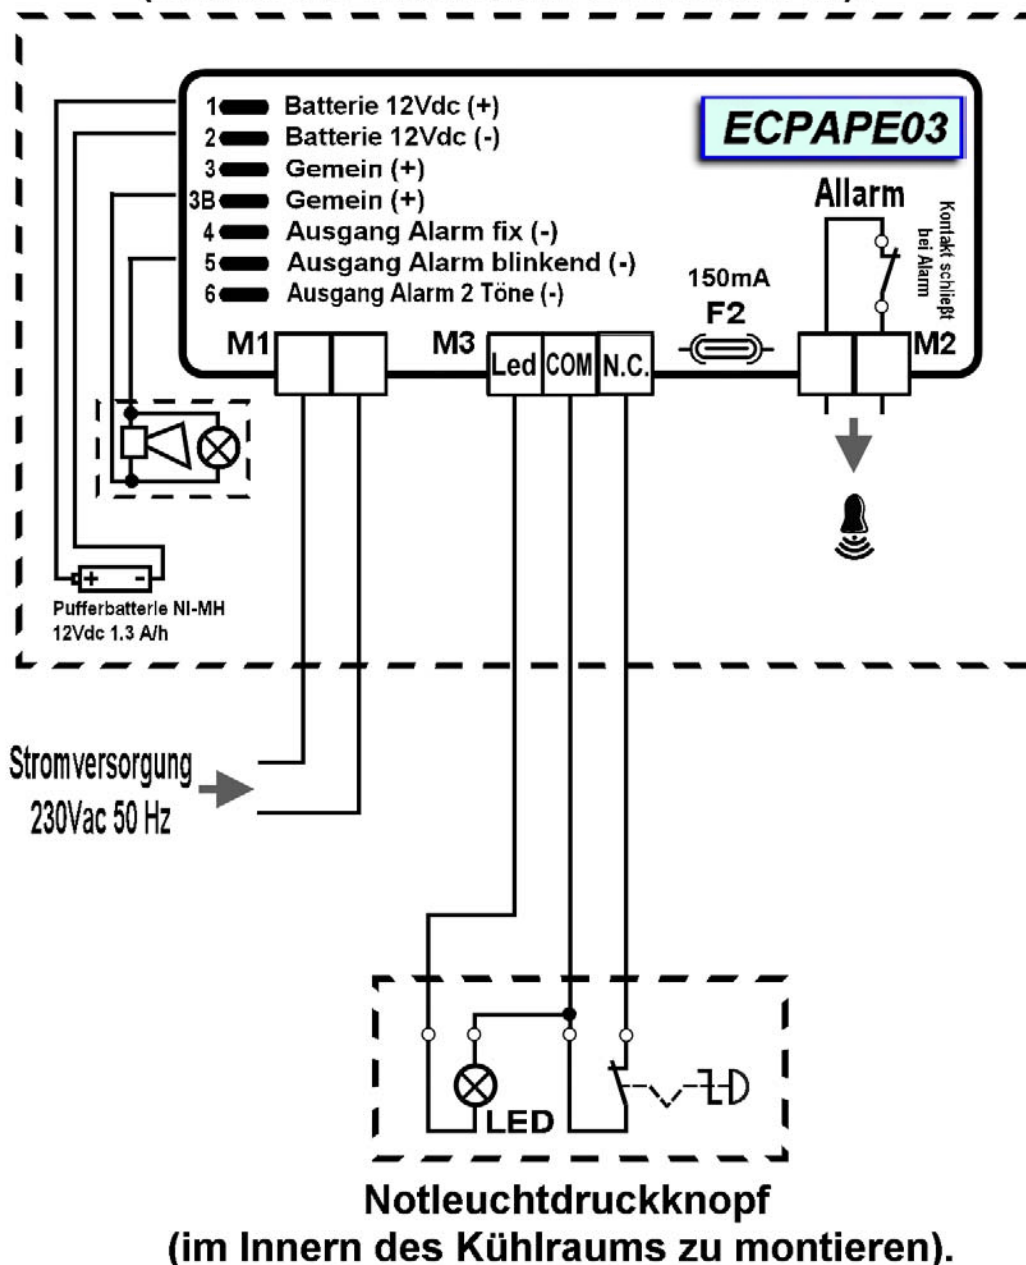 1 Batterie 12Vdc (+)
2 Batterie 12Vdc (-)
3 Gemein (+)
3B Gemein (+)
4 Ausgang Alarm fix (-)
5 Ausgang Alarm blinkend (-)
6 Ausgang Alarm 2 Töne (-)
ECPAPE03
Allarm
Kontakt schließt
bei Alarm
150mA
F2
M1
M3
Led COM N.C.
M2
+ -
Pufferbatterie NI-MH
12Vdc 1.3 A/h
Stromversorgung
230Vac 50 Hz
LED
Notleuchtdruckknopf
(im Innern des Kühlraums zu montieren).